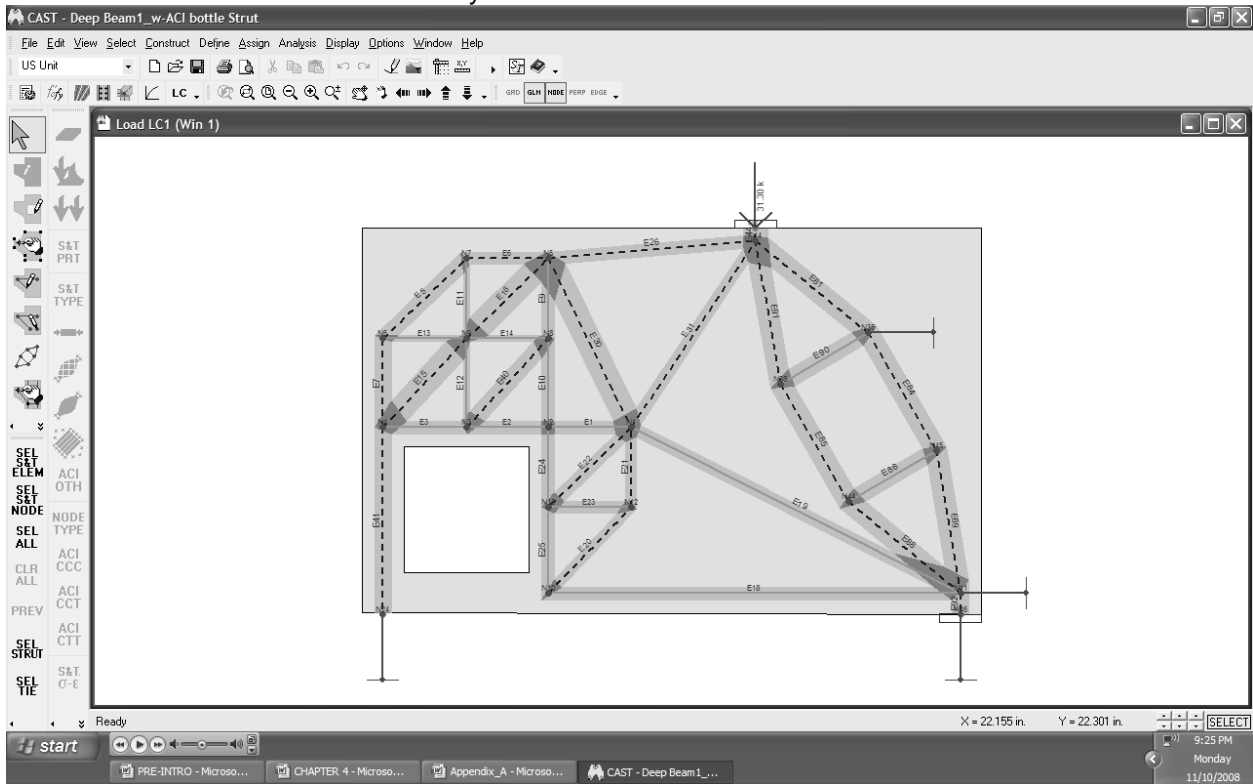 CAST - Deep Beam1_w-ACI bottle Strut
File Edit View Select Construct Define Assign Analysis Display Options Window Help
US Unit
X,Y
LC
GRD GLN NODE PERP EDGE
Load LC1 (Win 1)
31.30 k
S&T PRT
S&T TYPE
SEL S&T ELEM
SEL S&T NODE
SEL ALL
CLR ALL
PREV
SEL STRUT
SEL TIE
ACI OTH
NODE TYPE
ACI CCC
ACI CCT
ACI CTT
S&T. σ-ε
E26
N7
E6
E5
E11
E16
E9
E13
E14
N8
E30
E31
E61
E7
E15
E12
E40
E10
E90
E84
E3
E2
E1
E85
E24
E22
E21
E86
E23
E19
E41
E25
E20
E88
E89
E18
Ready
X = 22.155 in. Y = 22.301 in.
SELECT
start
9:25 PM
PRE-INTRO - Microso...
CHAPTER 4 - Microso...
Appendix_A - Microso...
CAST - Deep Beam1_...
Monday
11/10/2008